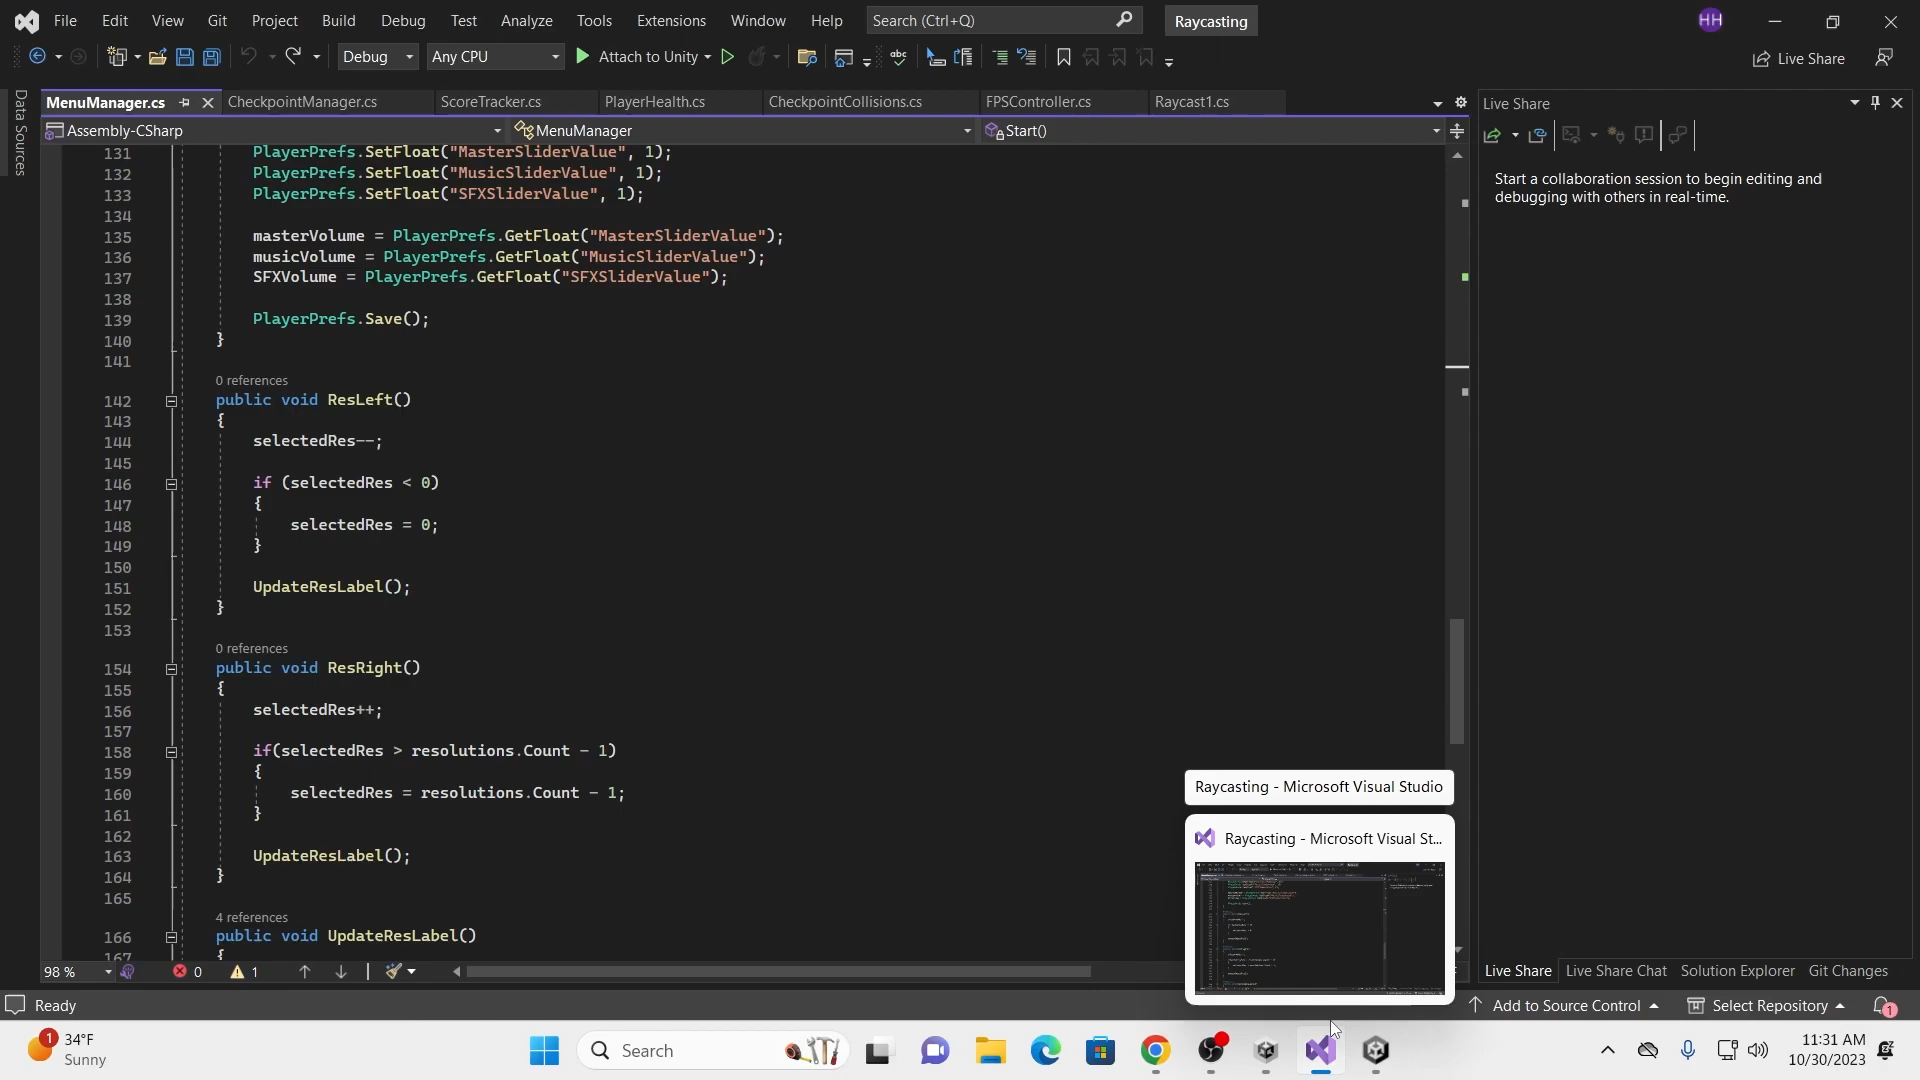 File Edit View Git Project Build Debug Test Analyze Tools Extensions Window Help Search (Ctrl+Q) Raycasting HH
Debug Any CPU Attach to Unity abc Live Share
Data Sources
MenuManager.cs CheckpointManager.cs ScoreTracker.cs PlayerHealth.cs CheckpointCollisions.cs FPSController.cs Raycast1.cs
Assembly-CSharp MenuManager Start()
131 PlayerPrefs.SetFloat("MasterSliderValue", 1);
132 PlayerPrefs.SetFloat("MusicSliderValue", 1);
133 PlayerPrefs.SetFloat("SFXSliderValue", 1);
134
135 masterVolume = PlayerPrefs.GetFloat("MasterSliderValue");
136 musicVolume = PlayerPrefs.GetFloat("MusicSliderValue");
137 SFXVolume = PlayerPrefs.GetFloat("SFXSliderValue");
138
139 PlayerPrefs.Save();
140 }
141
0 references
142 public void ResLeft()
143 {
144 selectedRes--;
145
146 if (selectedRes < 0)
147 {
148 selectedRes = 0;
149 }
150
151 UpdateResLabel();
152 }
153
0 references
154 public void ResRight()
155 {
156 selectedRes++;
157
158 if(selectedRes > resolutions.Count - 1)
159 {
160 selectedRes = resolutions.Count - 1;
161 }
162
163 UpdateResLabel();
164 }
165
4 references
166 public void UpdateResLabel()
167 {
98 % 0 1
Live Share
Start a collaboration session to begin editing and
debugging with others in real-time.
Raycasting - Microsoft Visual Studio
Raycasting - Microsoft Visual St...
Live Share Live Share Chat Solution Explorer Git Changes
Ready Add to Source Control Select Repository 1
1 34°F
Sunny
Search
11:31 AM
10/30/2023